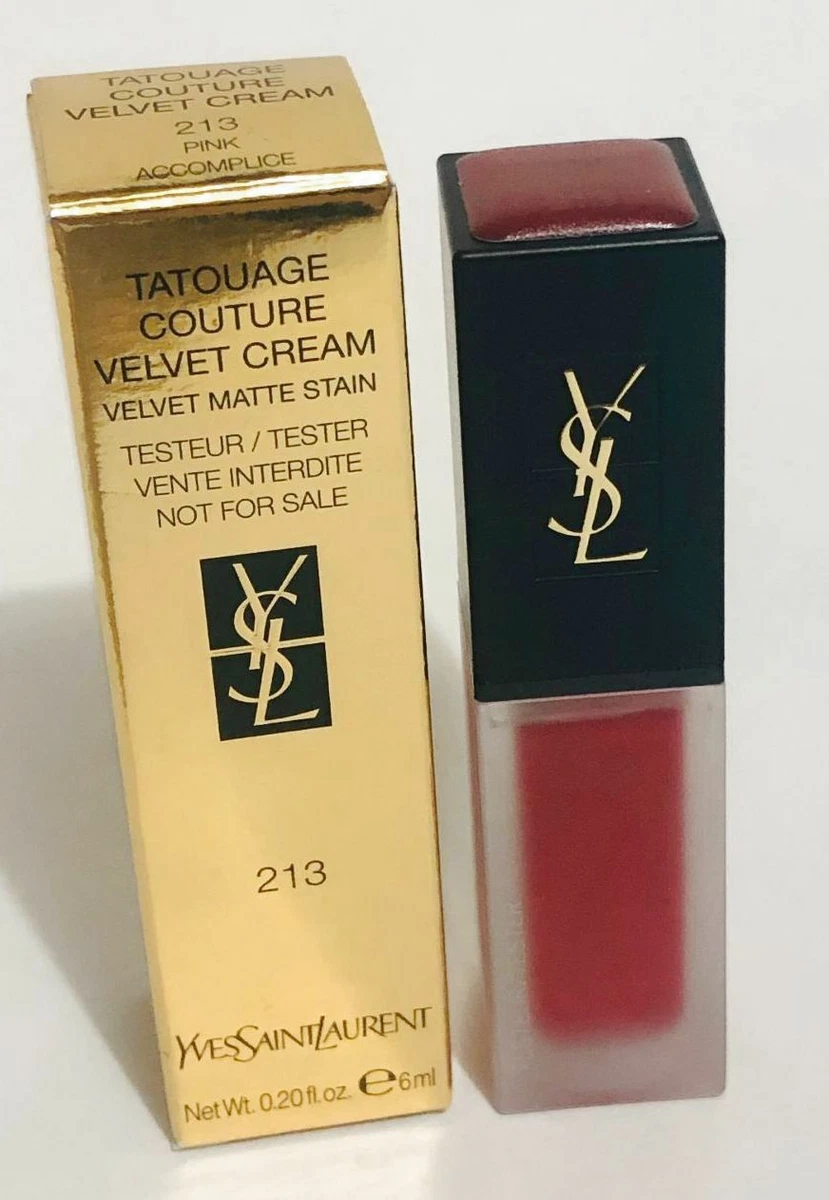 TATOUAGE
COUTURE
VELVET CREAM
213
PINK
ACCOMPLICE
TATOUAGE
COUTURE
VELVET CREAM
VELVET MATTE STAIN
TESTEUR / TESTER
VENTE INTERDITE
NOT FOR SALE
YSL
213
YVESSAINTLAURENT
Net Wt. 0.20 fl.oz. ℮ 6ml
YSL